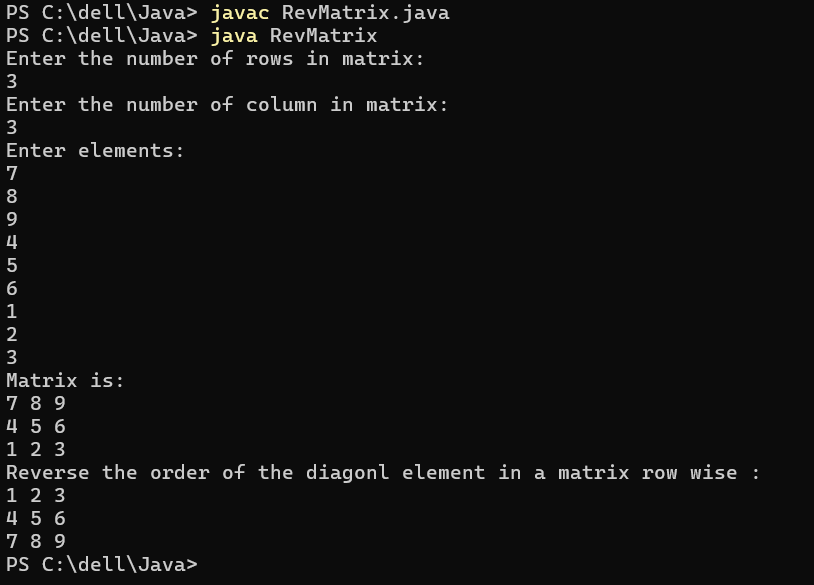 PS C:\dell\Java> javac RevMatrix.java
PS C:\dell\Java> java RevMatrix
Enter the number of rows in matrix:
3
Enter the number of column in matrix:
3
Enter elements:
7
8
9
4
5
6
1
2
3
Matrix is:
7 8 9
4 5 6
1 2 3
Reverse the order of the diagonl element in a matrix row wise :
1 2 3
4 5 6
7 8 9
PS C:\dell\Java>